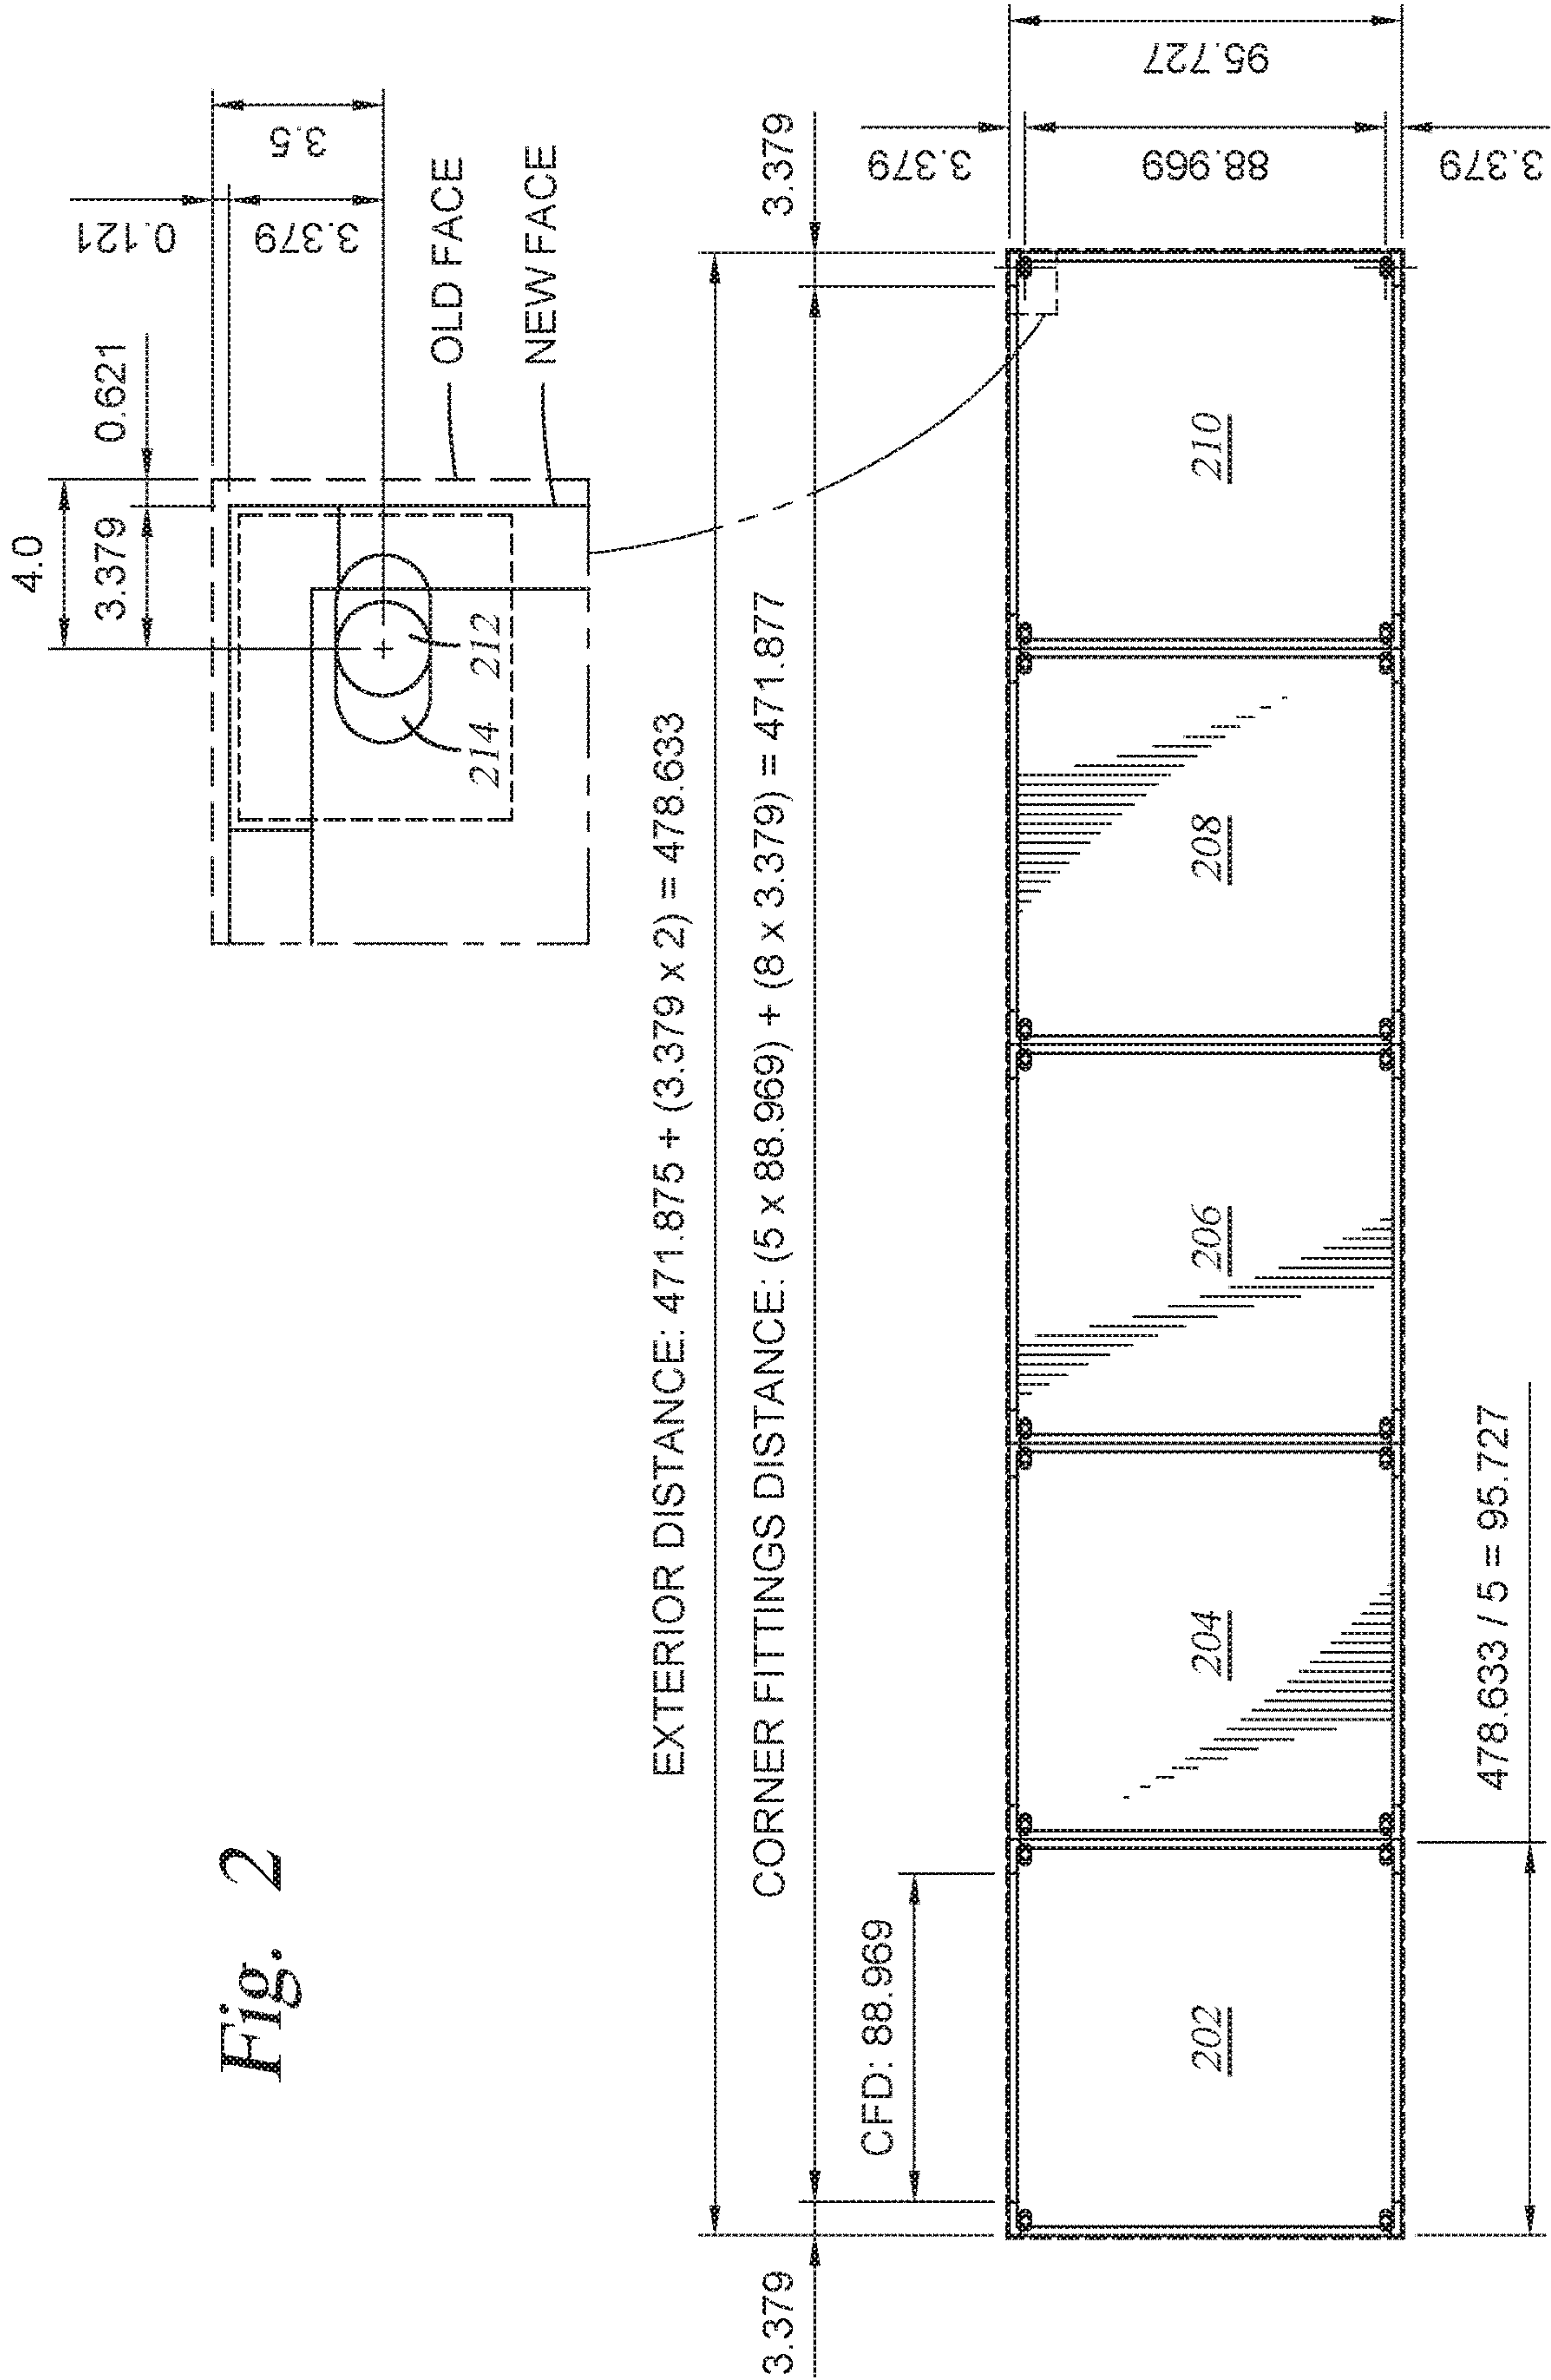 Fig. 2
4.0
3.379
0.621
0.121
3.379
3.5
OLD FACE
NEW FACE
212
214
EXTERIOR DISTANCE: 471.875 + (3.379 x 2) = 478.633
CORNER FITTINGS DISTANCE: (5 x 88.969) + (8 x 3.379) = 471.877
3.379
3.379
CFD: 88.969
3.379
88.969
3.379
95.727
202
204
206
208
210
478.633 / 5 = 95.727